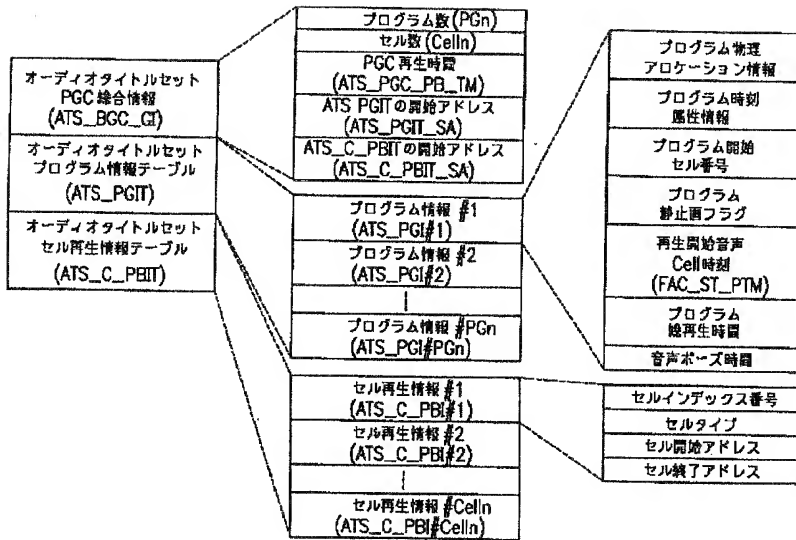 オーディオタイトルセット
PGC 綜合情報
(ATS_BGC_GI)
オーディオタイトルセット
プログラム情報テーブル
(ATS_PGIT)
オーディオタイトルセット
セル再生情報テーブル
(ATS_C_PBIT)
プログラム数(PGn)
セル数(Celln)
PGC 再生時間
(ATS_PGC_PB_TM)
ATS PGITの開始アドレス
(ATS_PGIT_SA)
ATS_C_PBITの開始アドレス
(ATS_C_PBIT_SA)
プログラム情報 #1
(ATS_PGI#1)
プログラム情報 #2
(ATS_PGI#2)
プログラム情報 #PGn
(ATS_PGI#PGn)
セル再生情報 #1
(ATS_C_PBI#1)
セル再生情報 #2
(ATS_C_PBI#2)
セル再生情報 #Celln
(ATS_C_PBI#Celln)
プログラム物理
アロケーション情報
プログラム時刻
属性情報
プログラム開始
セル番号
プログラム
静止画フラグ
再生開始音声
Cell時刻
(FAC_ST_PTM)
プログラム
総再生時間
音声ポーズ時間
セルインデックス番号
セルタイプ
セル開始アドレス
セル終了アドレス